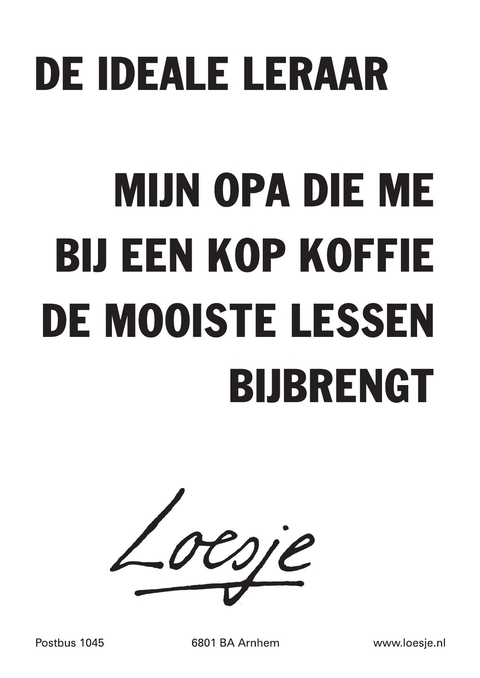 DE IDEALE LERAAR
MIJN OPA DIE ME
BIJ EEN KOP KOFFIE
DE MOOISTE LESSEN
BIJBRENGT
Loesje
Postbus 1045 6801 BA Arnhem www.loesje.nl